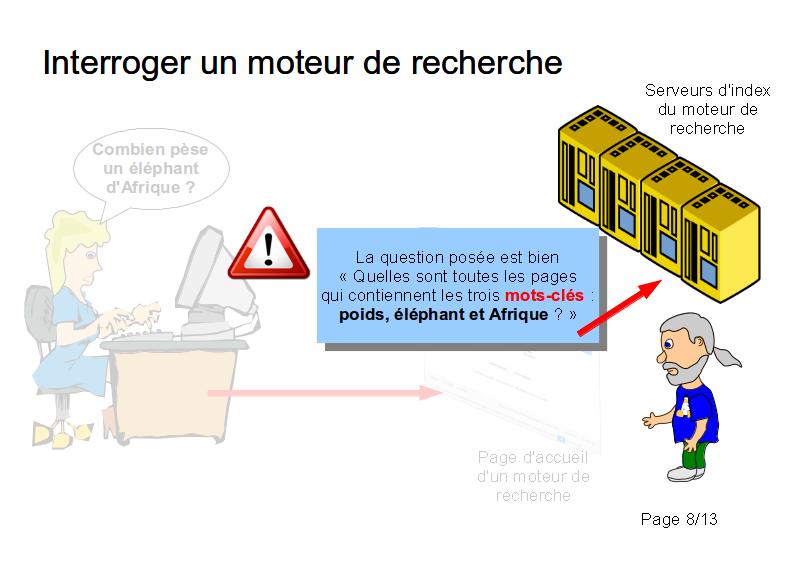 Interroger un moteur de recherche
Serveurs d'index
du moteur de
recherche
Combien pèse
un éléphant
d'Afrique ?
La question posée est bien
« Quelles sont toutes les pages
qui contiennent les trois mots-clés :
poids, éléphant et Afrique ? »
Page d'accueil
d'un moteur de
recherche
Page 8/13